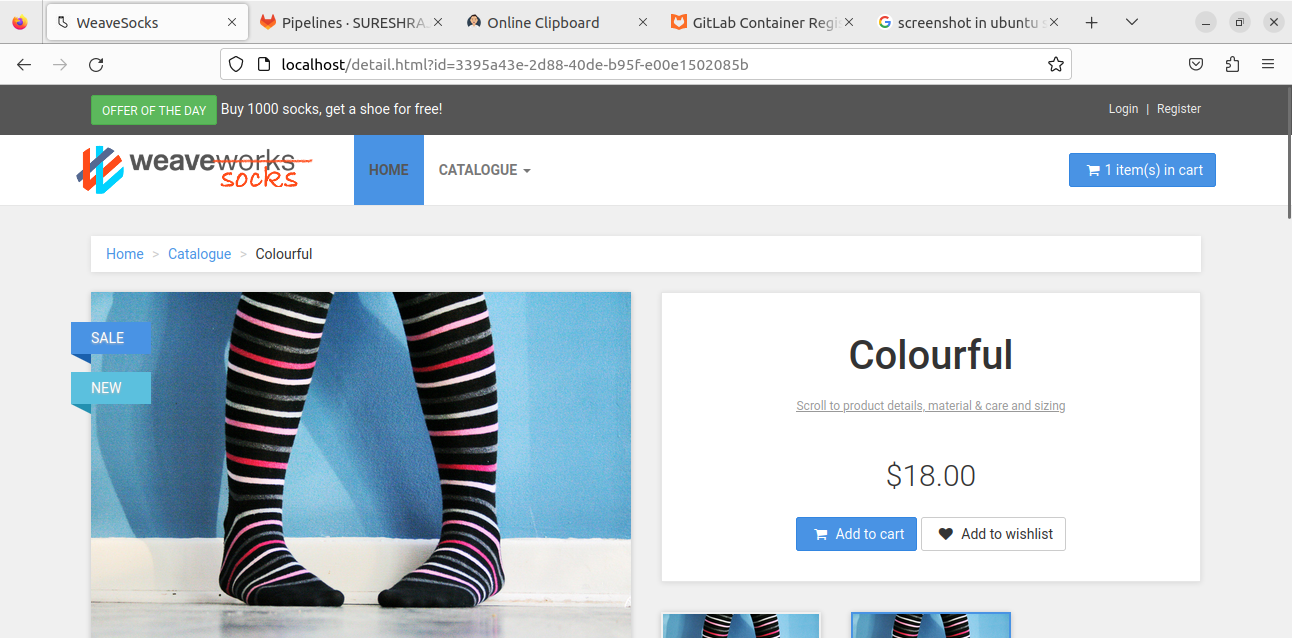 WeaveSocks
Pipelines · SURESHRA
Online Clipboard
GitLab Container Regi
screenshot in ubuntu
localhost/detail.html?id=3395a43e-2d88-40de-b95f-e00e1502085b
OFFER OF THE DAY Buy 1000 socks, get a shoe for free!
Login | Register
weaveworks
socks
HOME
CATALOGUE
1 item(s) in cart
Home > Catalogue > Colourful
SALE
NEW
Colourful
Scroll to product details, material & care and sizing
$18.00
Add to cart
Add to wishlist